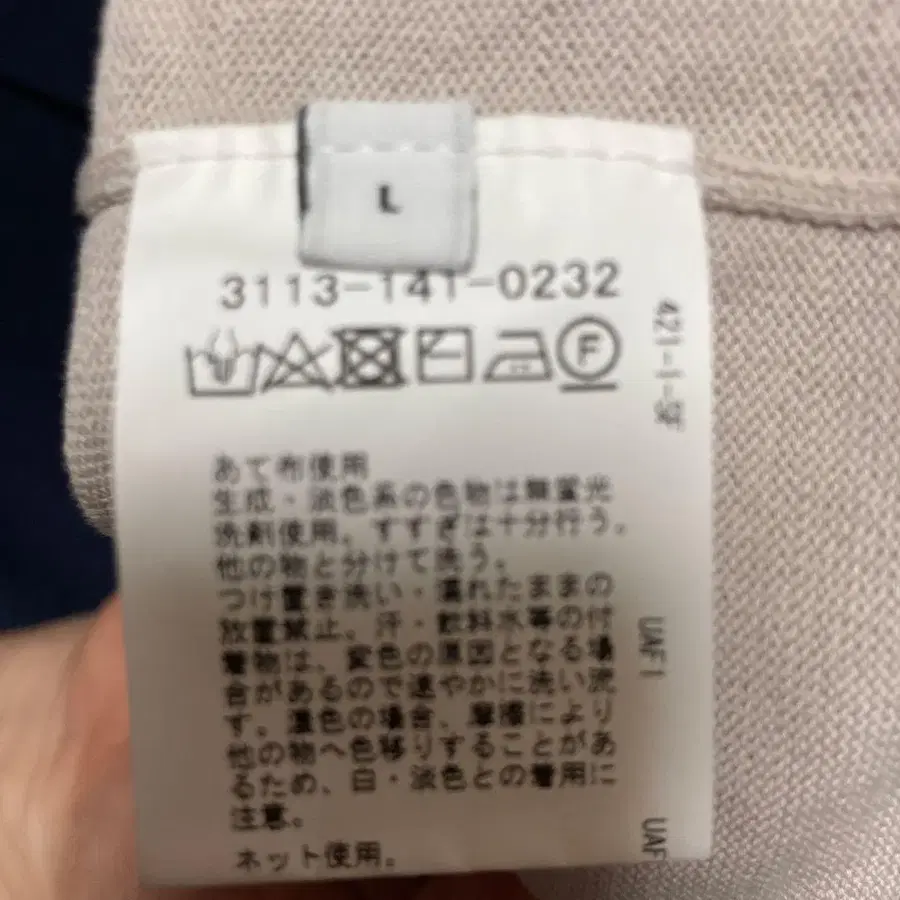 L
3113-141-0232
F
421-1-SF
あて布使用
生成・淡色系の色物は無蛍光
洗剤使用。すすぎは十分行う。
他の物と分けて洗う。
つけ置き洗い・濡れたままの
放置禁止。汗・飲料水等の付
着物は、変色の原因となる場
合があるので速やかに洗い流
す。濃色の場合、摩擦により
他の物へ色移りすることがあ
るため、白・淡色との着用に
注意。
ネット使用。
UAF1
UAF